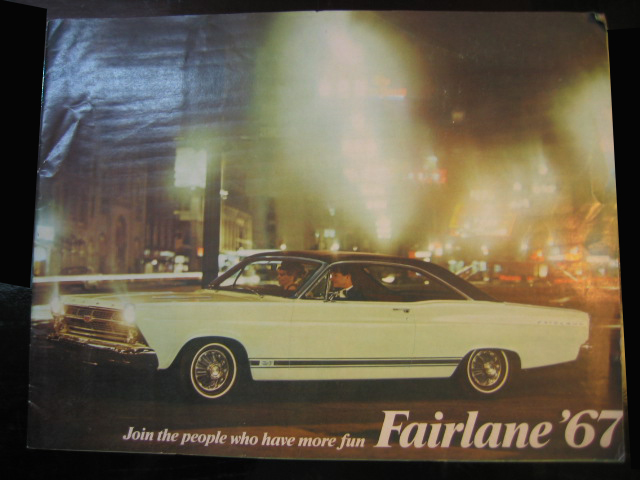 Join the people who have more fun Fairlane '67